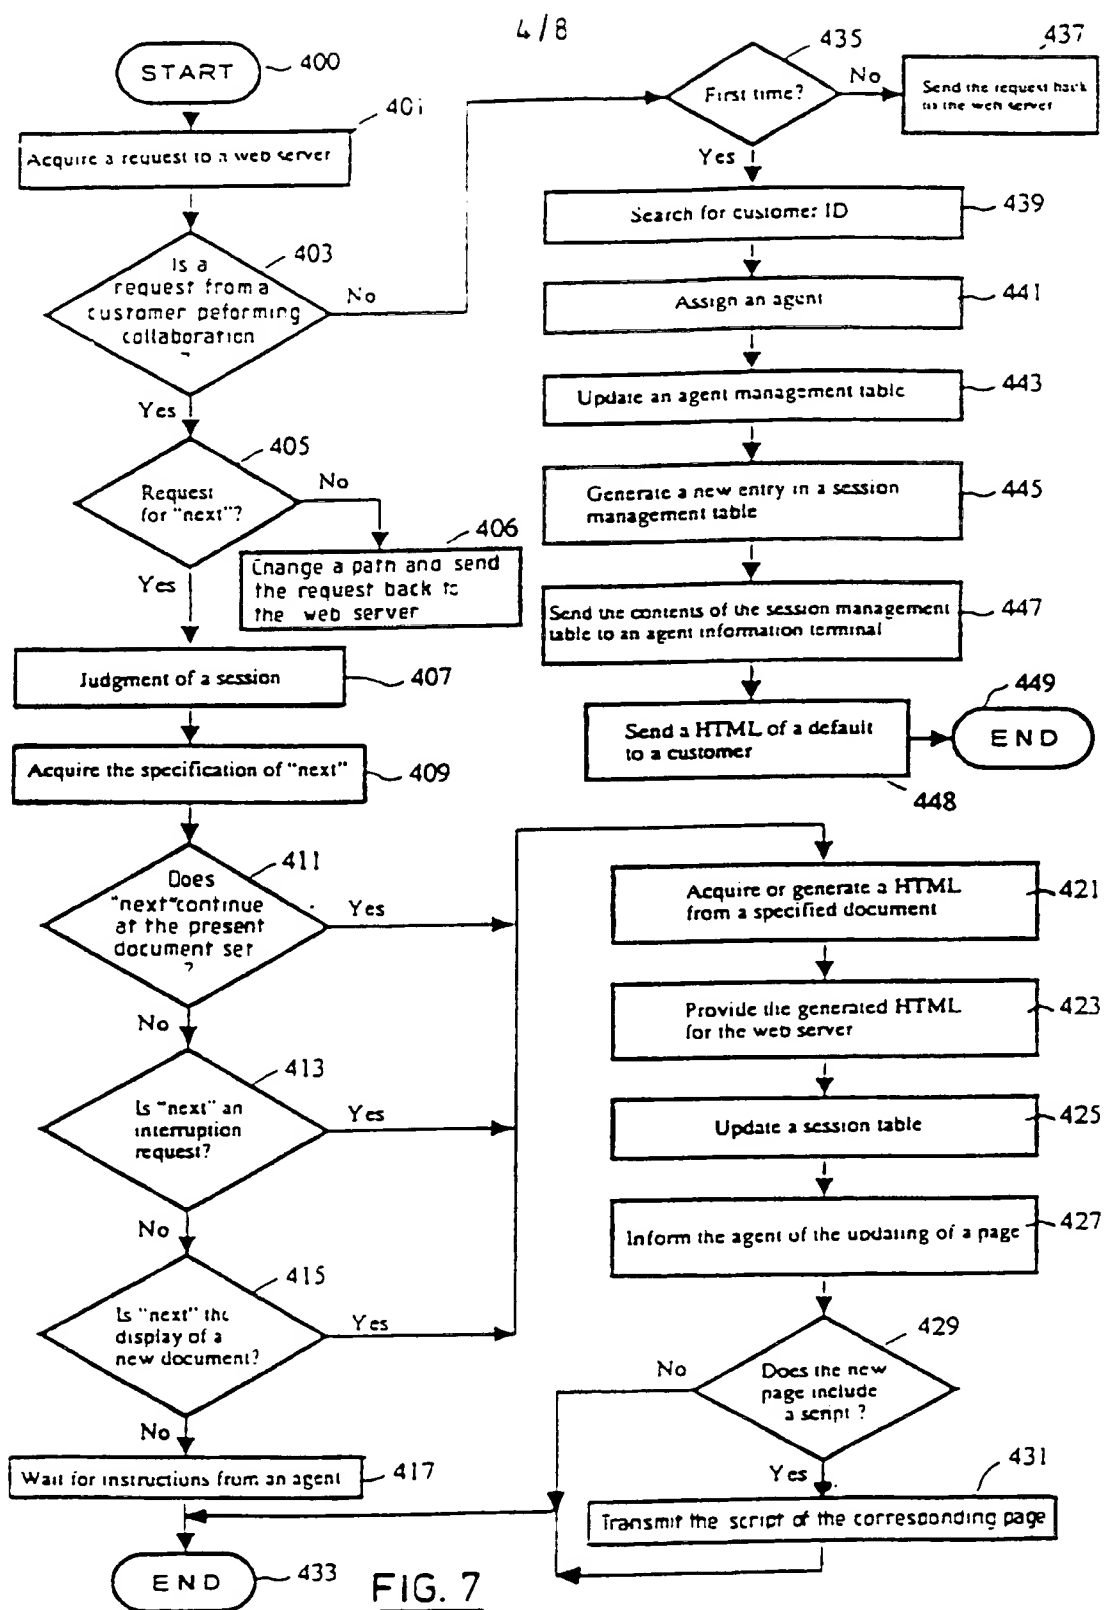 4/8
START
400
401
Acquire a request to a web server
403
Is a
request from a
customer peforming
collaboration
?
No
Yes
405
Request
for "next"?
No
Yes
406
Change a path and send
the request back to
the web server
Judgment of a session
407
Acquire the specification of "next"
409
411
Does
"next"continue
at the present
document set
?
Yes
No
413
Is "next" an
interruption
request?
Yes
No
415
Is "next" the
display of a
new document?
Yes
No
Wait for instructions from an agent
417
END
433
435
First time?
No
437
Send the request back
to the web server
Yes
Search for customer ID
439
Assign an agent
441
Update an agent management table
443
Generate a new entry in a session
management table
445
Send the contents of the session management
table to an agent information terminal
447
Send a HTML of a default
to a customer
448
449
END
Acquire or generate a HTML
from a specified document
421
Provide the generated HTML
for the web server
423
Update a session table
425
Inform the agent of the updating of a page
427
429
Does the new
page include
a script?
No
Yes
431
Transmit the script of the corresponding page
FIG. 7